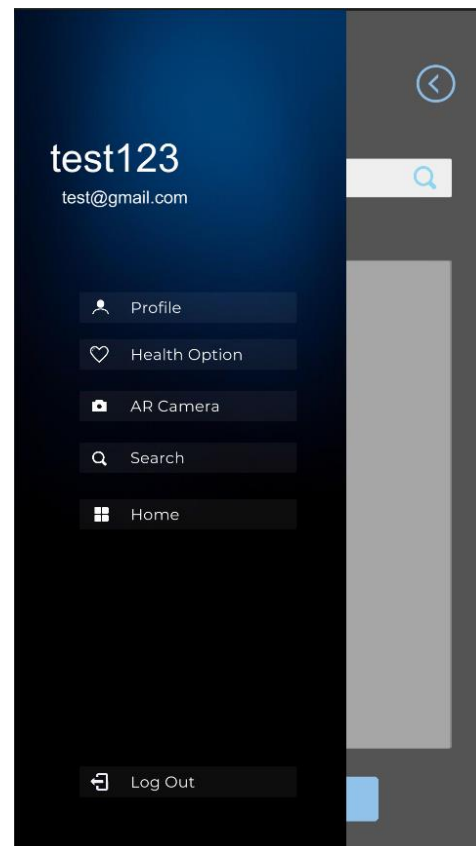 test123
test@gmail.com
Profile
Health Option
AR Camera
Search
Home
Log Out